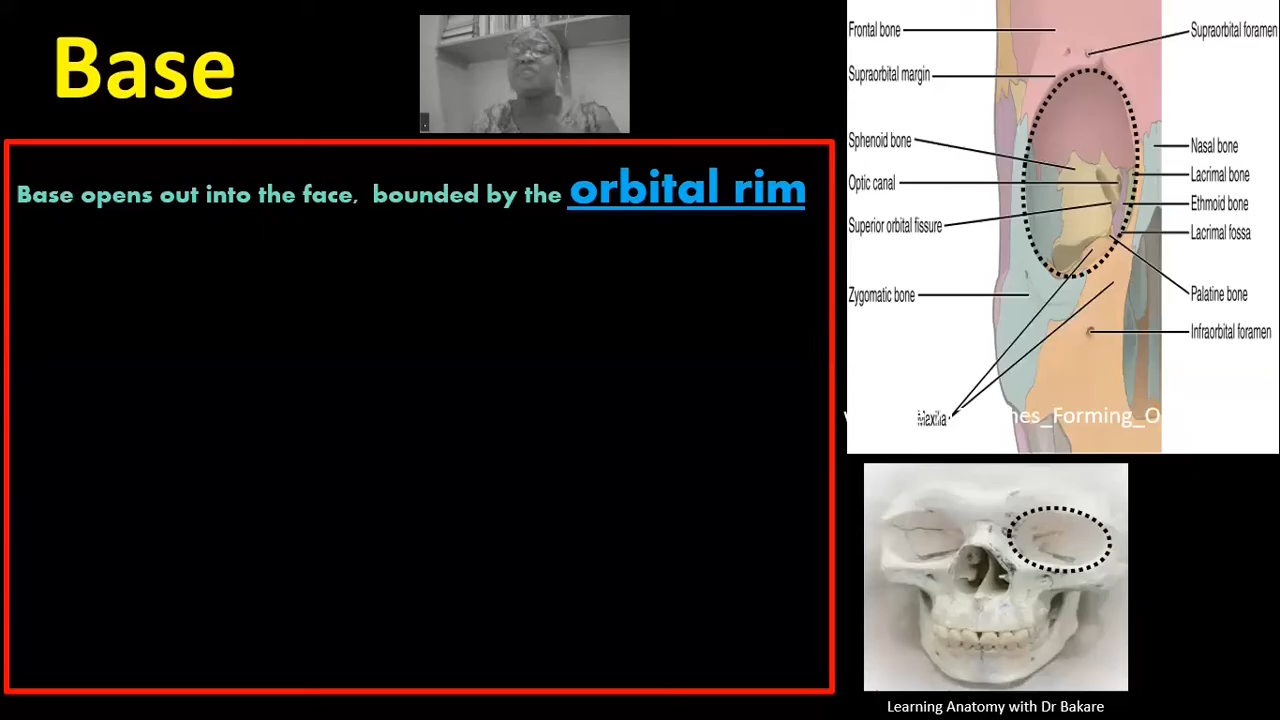 Base
Base opens out into the face, bounded by the orbital rim
Frontal bone
Supraorbital margin
Sphenoid bone
Optic canal
Superior orbital fissure
Zygomatic bone
Maxilla
Supraorbital foramen
Nasal bone
Lacrimal bone
Ethmoid bone
Lacrimal fossa
Palatine bone
Infraorbital foramen
Forming_O
Learning Anatomy with Dr Bakare